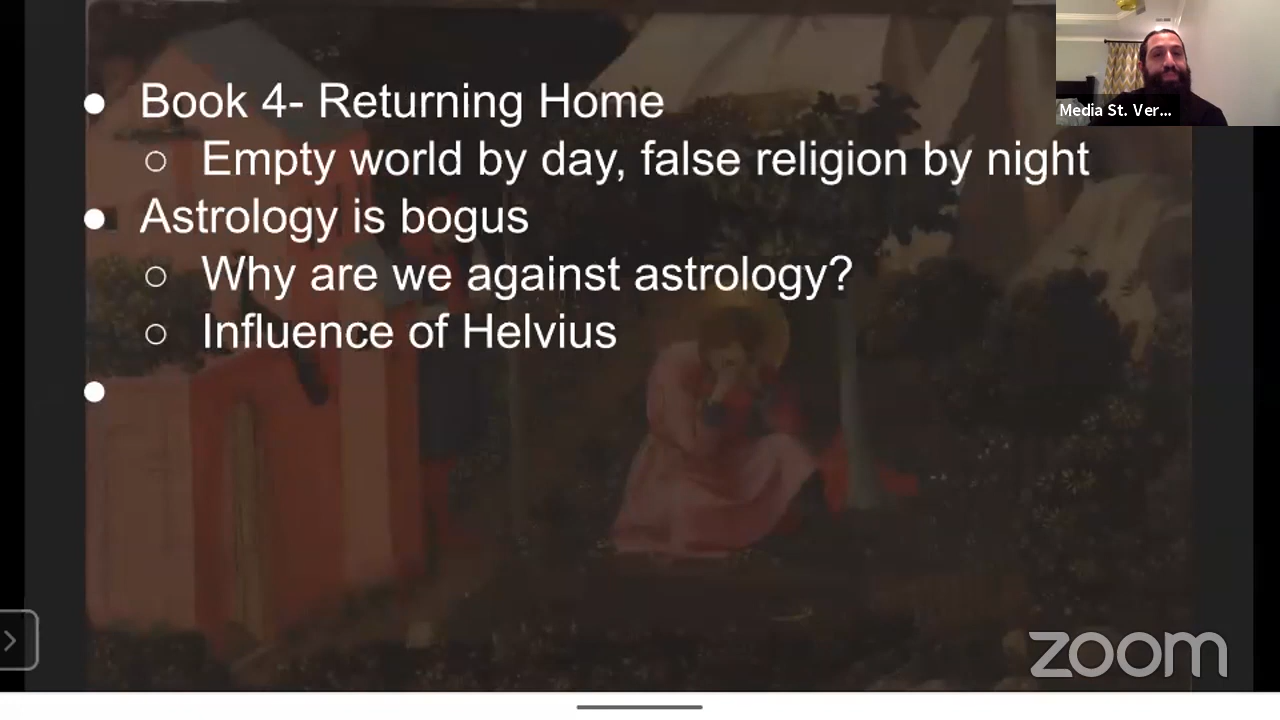 ● Book 4- Returning Home
○ Empty world by day, false religion by night
● Astrology is bogus
○ Why are we against astrology?
○ Influence of Helvius
●
Media St. Ver...
zoom